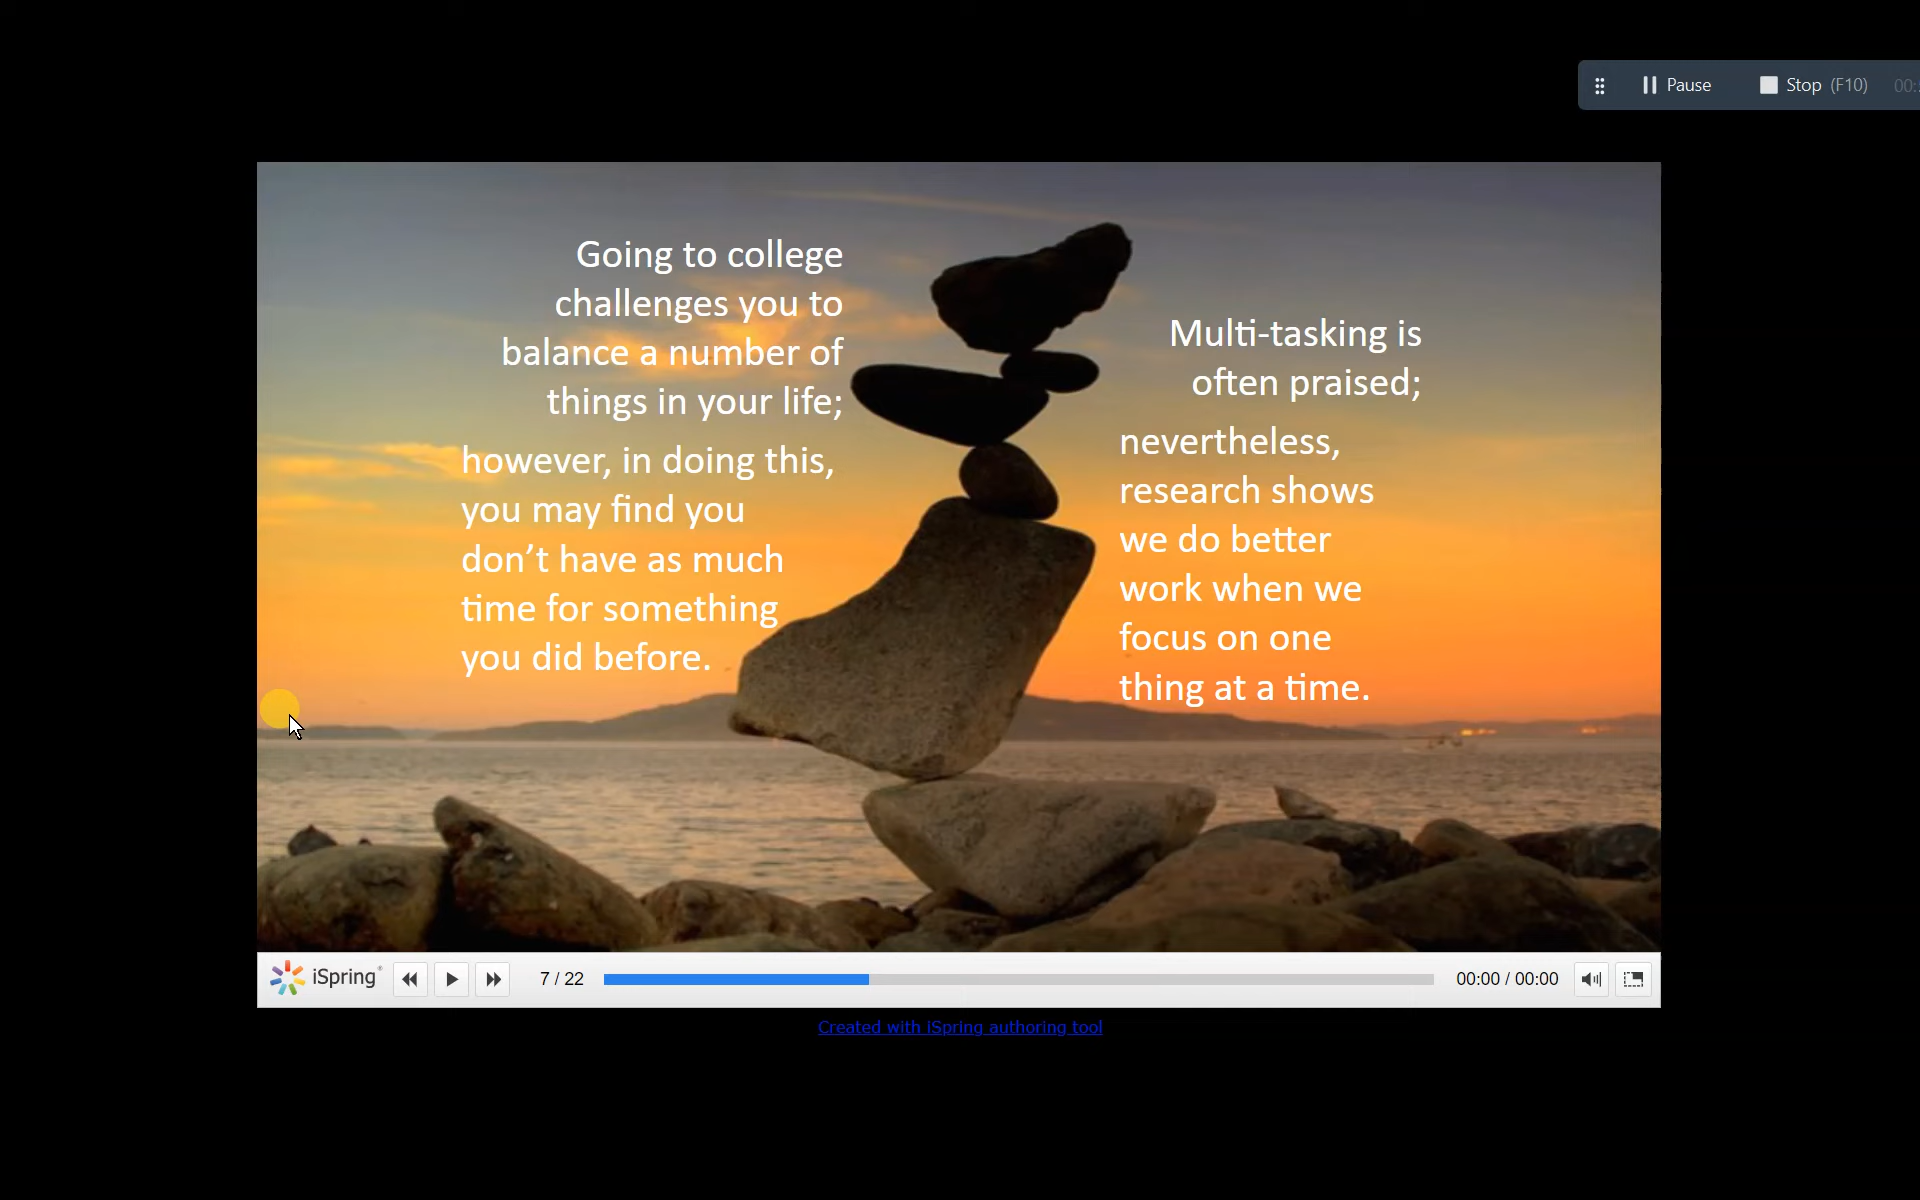 Pause
Stop (F10)
Going to college
challenges you to
balance a number of
things in your life;
however, in doing this,
you may find you
don’t have as much
time for something
you did before.
Multi-tasking is
often praised;
nevertheless,
research shows
we do better
work when we
focus on one
thing at a time.
iSpring®
7 / 22
00:00 / 00:00
Created with iSpring authoring tool